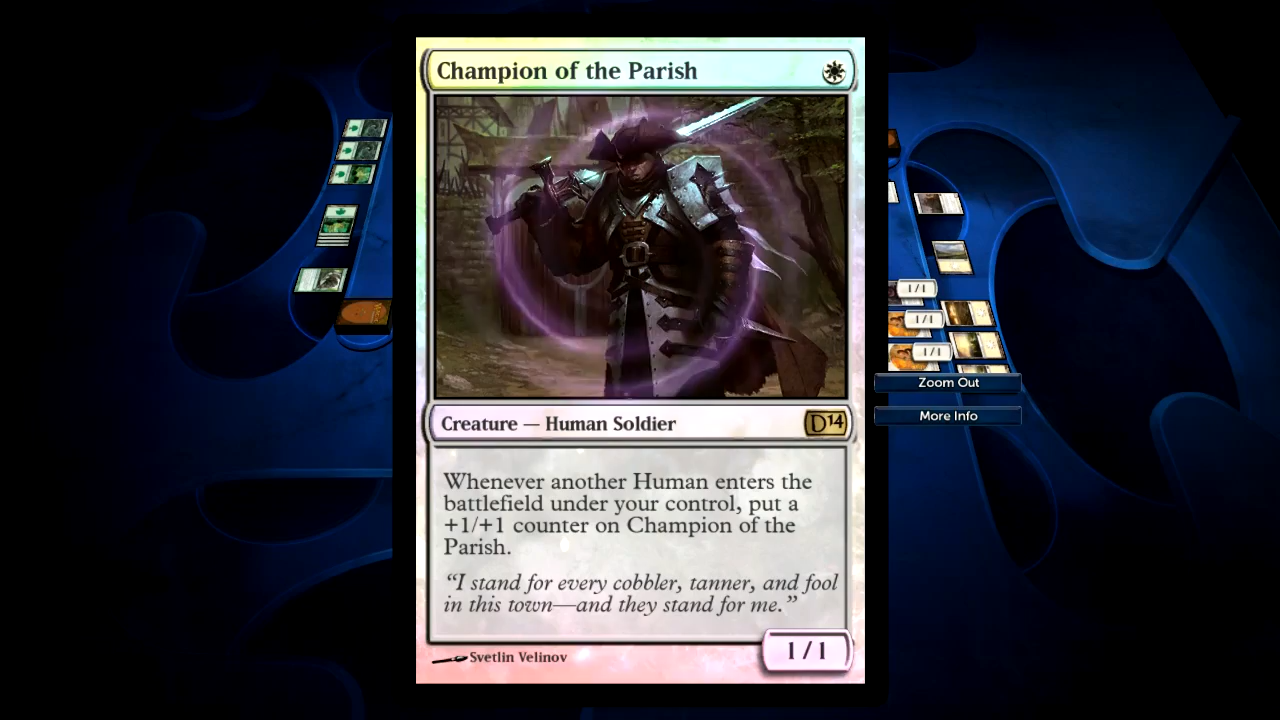 Champion of the Parish
Creature — Human Soldier
D14
Whenever another Human enters the
battlefield under your control, put a
+1/+1 counter on Champion of the
Parish.
“I stand for every cobbler, tanner, and fool
in this town—and they stand for me.”
1/1
Svetlin Velinov
1/1
1/1
1/1
Zoom Out
More Info